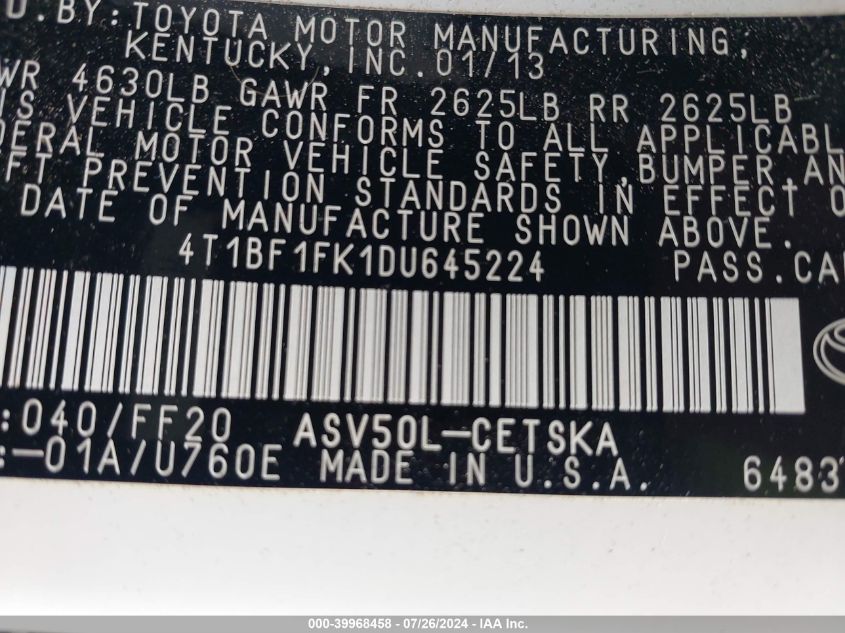 D.BY:TOYOTA MOTOR MANUFACTURING,
KENTUCKY,INC.01/13
WR 4630LB GAWR FR 2625LB RR 2625LB
IS VEHICLE CONFORMS TO ALL APPLICABL
DERAL MOTOR VEHICLE SAFETY,BUMPER,AN
FT PREVENTION STANDARDS IN EFFECT O
DATE OF MANUFACTURE SHOWN ABOVE.
4T1BF1FK1DU645224 PASS.CA
:040/FF20 ASV50L-CETSKA
:-01A/U760E MADE IN U.S.A. 6483
000-39968458 - 07/26/2024 - IAA Inc.